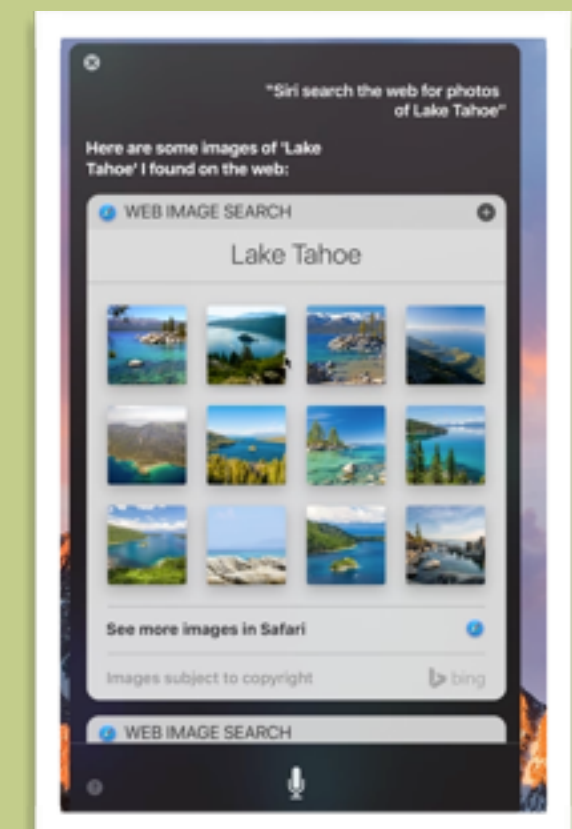 "Siri search the web for photos
of Lake Tahoe"
Here are some images of 'Lake
Tahoe' I found on the web:
WEB IMAGE SEARCH
Lake Tahoe
See more images in Safari
Images subject to copyright
bing
WEB IMAGE SEARCH